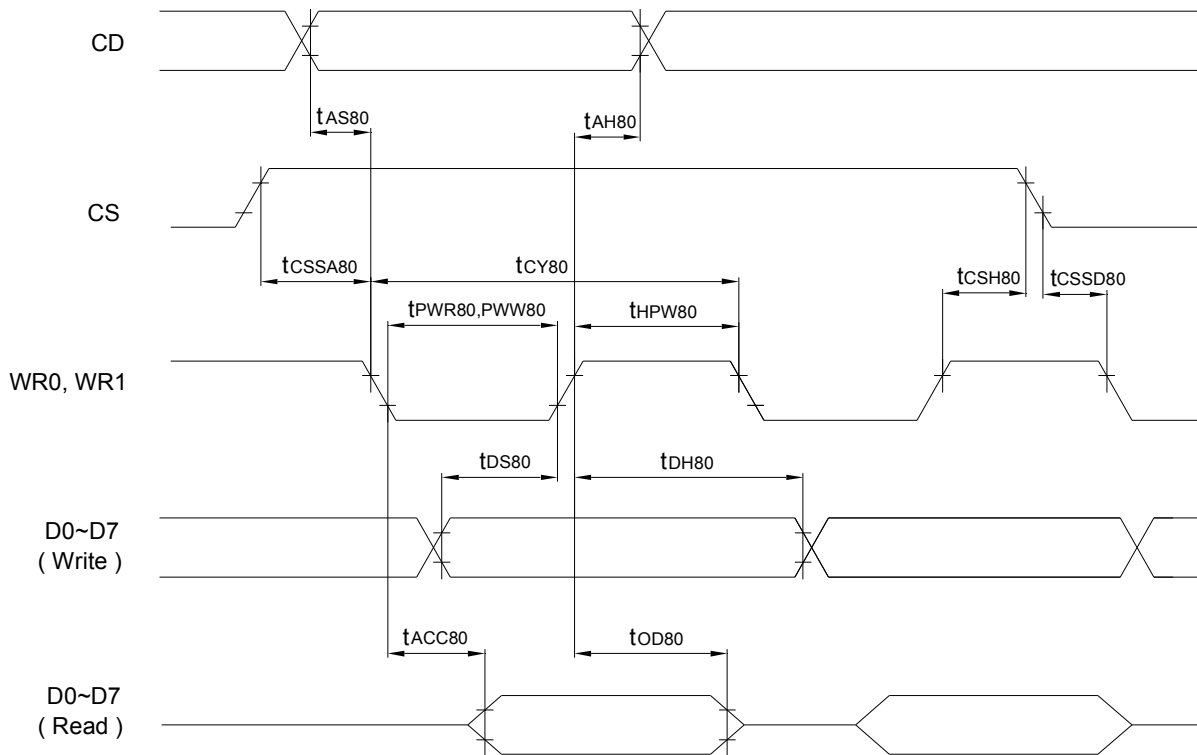 CD
tAS80
tAH80
CS
tCSSA80
tCY80
tCSH80
tCSSD80
tPWR80,PWW80
tHPW80
WR0, WR1
tDS80
tDH80
D0~D7
( Write )
tACC80
tOD80
D0~D7
( Read )